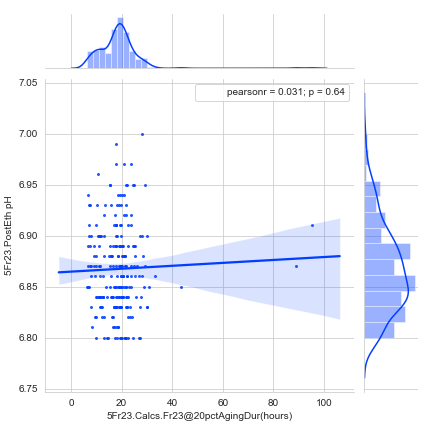 pearsonr = 0.031; p = 0.64
7.05
7.00
6.95
6.90
6.85
6.80
6.75
5Fr23.PostEth pH
0 20 40 60 80 100
5Fr23.Calcs.Fr23@20pctAgingDur(hours)